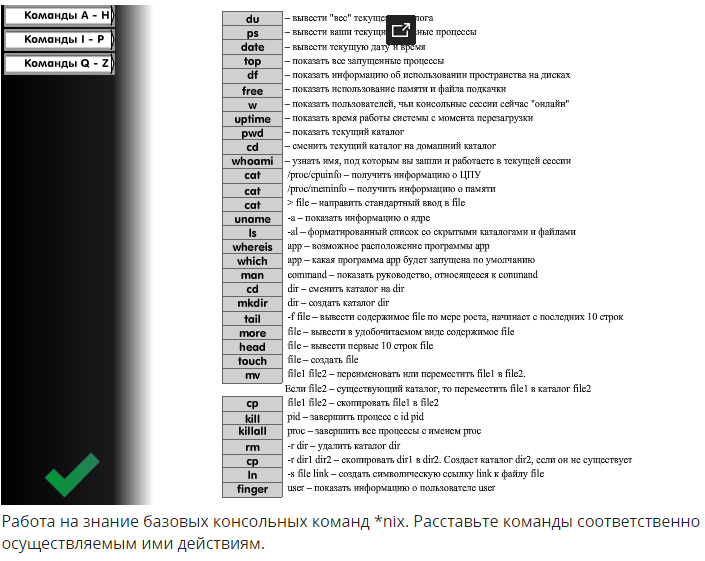 Команды A - H
Команды I - P
Команды Q - Z
du – вывести "вес" текущего
ps – вывести ваши текущие процессы
date – вывести текущую дату и время
top – показать все запущенные процессы
df – показать информацию об использовании пространства на дисках
free – показать использование памяти и файла подкачки
w – показать пользователей, чьи консольные сессии сейчас "онлайн"
uptime – показать время работы системы с момента перезагрузки
pwd – показать текущий каталог
cd – сменить текущий каталог на домашний каталог
whoami – узнать имя, под которым вы зашли и работаете в текущей сессии
cat /proc/cpuinfo – получить информацию о ЦПУ
cat /proc/meminfo – получить информацию о памяти
cat > file – направить стандартный ввод в file
uname -a – показать информацию о ядре
ls -al – форматированный список со скрытыми каталогами и файлами
whereis app – возможное расположение программы app
which app – какая программа app будет запущена по умолчанию
man command – показать руководство, относящееся к command
cd dir – сменить каталог на dir
mkdir dir – создать каталог dir
tail -f file – вывести содержимое file по мере роста, начинает с последних 10 строк
more file – вывести в удобочитаемом виде содержимое file
head file – вывести первые 10 строк file
touch file – создать file
mv file1 file2 – переименовать или переместить file1 в file2.
Если file2 – существующий каталог, то переместить file1 в каталог file2
cp file1 file2 – скопировать file1 в file2
kill pid – завершить процесс с id pid
killall proc – завершить все процессы с именем proc
rm -r dir – удалить каталог dir
cp -r dir1 dir2 – скопировать dir1 в dir2. Создаст каталог dir2, если он не существует
ln -s file link – создать символическую ссылку link к файлу file
finger user – показать информацию о пользователе user
Работа на знание базовых консольных команд *nix. Расставьте команды соответственно
осуществляемым ими действиям.